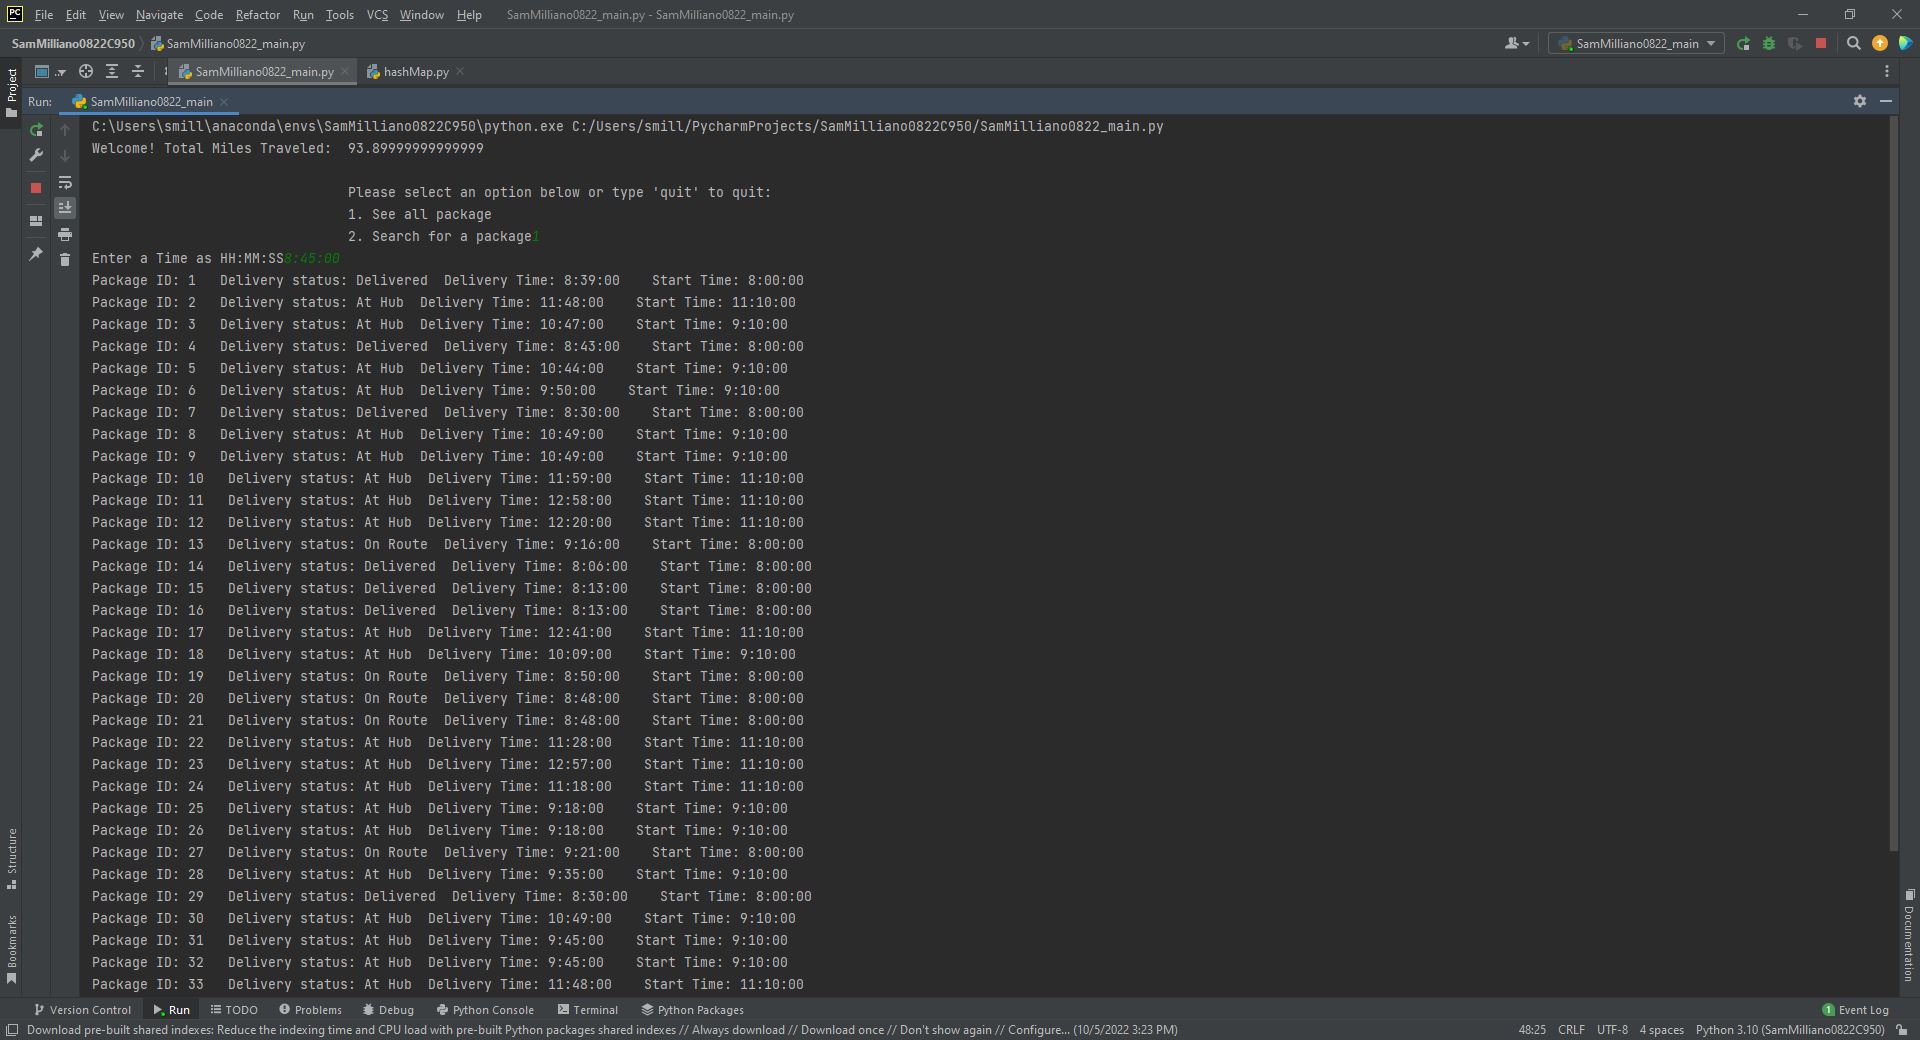 PC File Edit View Navigate Code Refactor Run Tools VCS Window Help SamMilliano0822_main.py - SamMilliano0822_main.py
SamMilliano0822C950 SamMilliano0822_main.py SamMilliano0822_main
Project .. SamMilliano0822_main.py hashMap.py
Run: SamMilliano0822_main
C:\Users\smill\anaconda\envs\SamMilliano0822C950\python.exe C:/Users/smill/PycharmProjects/SamMilliano0822C950/SamMilliano0822_main.py
Welcome! Total Miles Traveled:  93.89999999999999
Please select an option below or type 'quit' to quit:
1. See all package
2. Search for a package1
Enter a Time as HH:MM:SS8:45:00
Package ID: 1   Delivery status: Delivered  Delivery Time: 8:39:00    Start Time: 8:00:00
Package ID: 2   Delivery status: At Hub  Delivery Time: 11:48:00    Start Time: 11:10:00
Package ID: 3   Delivery status: At Hub  Delivery Time: 10:47:00    Start Time: 9:10:00
Package ID: 4   Delivery status: Delivered  Delivery Time: 8:43:00    Start Time: 8:00:00
Package ID: 5   Delivery status: At Hub  Delivery Time: 10:44:00    Start Time: 9:10:00
Package ID: 6   Delivery status: At Hub  Delivery Time: 9:50:00    Start Time: 9:10:00
Package ID: 7   Delivery status: Delivered  Delivery Time: 8:30:00    Start Time: 8:00:00
Package ID: 8   Delivery status: At Hub  Delivery Time: 10:49:00    Start Time: 9:10:00
Package ID: 9   Delivery status: At Hub  Delivery Time: 10:49:00    Start Time: 9:10:00
Package ID: 10   Delivery status: At Hub  Delivery Time: 11:59:00    Start Time: 11:10:00
Package ID: 11   Delivery status: At Hub  Delivery Time: 12:58:00    Start Time: 11:10:00
Package ID: 12   Delivery status: At Hub  Delivery Time: 12:20:00    Start Time: 11:10:00
Package ID: 13   Delivery status: On Route  Delivery Time: 9:16:00    Start Time: 8:00:00
Package ID: 14   Delivery status: Delivered  Delivery Time: 8:06:00    Start Time: 8:00:00
Package ID: 15   Delivery status: Delivered  Delivery Time: 8:13:00    Start Time: 8:00:00
Package ID: 16   Delivery status: Delivered  Delivery Time: 8:13:00    Start Time: 8:00:00
Package ID: 17   Delivery status: At Hub  Delivery Time: 12:41:00    Start Time: 11:10:00
Package ID: 18   Delivery status: At Hub  Delivery Time: 10:09:00    Start Time: 9:10:00
Package ID: 19   Delivery status: On Route  Delivery Time: 8:50:00    Start Time: 8:00:00
Package ID: 20   Delivery status: On Route  Delivery Time: 8:48:00    Start Time: 8:00:00
Package ID: 21   Delivery status: On Route  Delivery Time: 8:48:00    Start Time: 8:00:00
Package ID: 22   Delivery status: At Hub  Delivery Time: 11:28:00    Start Time: 11:10:00
Package ID: 23   Delivery status: At Hub  Delivery Time: 12:57:00    Start Time: 11:10:00
Package ID: 24   Delivery status: At Hub  Delivery Time: 11:18:00    Start Time: 11:10:00
Package ID: 25   Delivery status: At Hub  Delivery Time: 9:18:00    Start Time: 9:10:00
Package ID: 26   Delivery status: At Hub  Delivery Time: 9:18:00    Start Time: 9:10:00
Package ID: 27   Delivery status: On Route  Delivery Time: 9:21:00    Start Time: 8:00:00
Package ID: 28   Delivery status: At Hub  Delivery Time: 9:35:00    Start Time: 9:10:00
Package ID: 29   Delivery status: Delivered  Delivery Time: 8:30:00    Start Time: 8:00:00
Package ID: 30   Delivery status: At Hub  Delivery Time: 10:49:00    Start Time: 9:10:00
Package ID: 31   Delivery status: At Hub  Delivery Time: 9:45:00    Start Time: 9:10:00
Package ID: 32   Delivery status: At Hub  Delivery Time: 9:45:00    Start Time: 9:10:00
Package ID: 33   Delivery status: At Hub  Delivery Time: 11:48:00    Start Time: 11:10:00
Structure
Bookmarks
Documentation
Version Control Run TODO Problems Debug Python Console Terminal Python Packages 1 Event Log
Download pre-built shared indexes: Reduce the indexing time and CPU load with pre-built Python packages shared indexes // Always download // Download once // Don't show again // Configure... (10/5/2022 3:23 PM) 48:25 CRLF UTF-8 4 spaces Python 3.10 (SamMilliano0822C950)